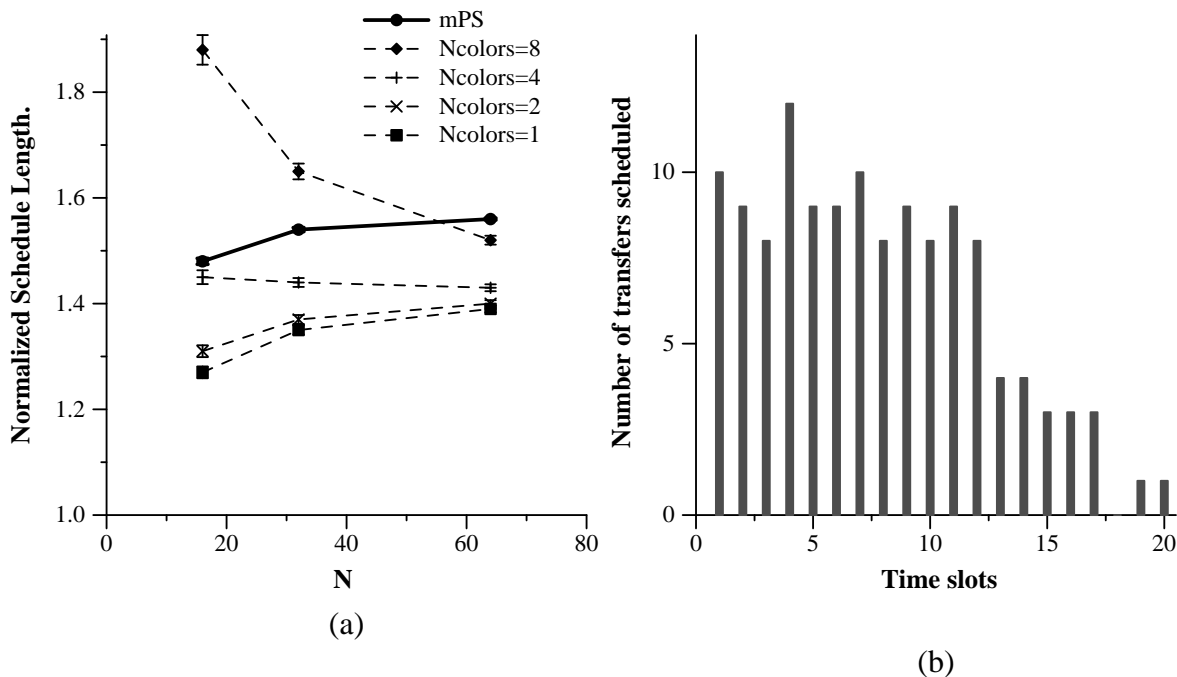 mPS
Ncolors=8
Ncolors=4
Ncolors=2
Ncolors=1
Normalized Schedule Length.
1.8
1.6
1.4
1.2
1.0
0 20 40 60 80
N
(a)
Number of transfers scheduled
10
5
0
0 5 10 15 20
Time slots
(b)